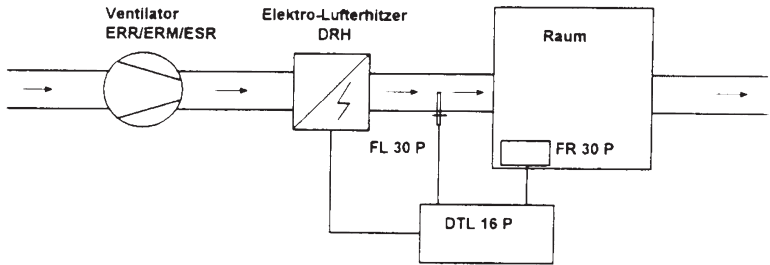 Ventilator
ERR/ERM/ESR
Elektro-Lufterhitzer
DRH
Raum
FL 30 P
FR 30 P
DTL 16 P